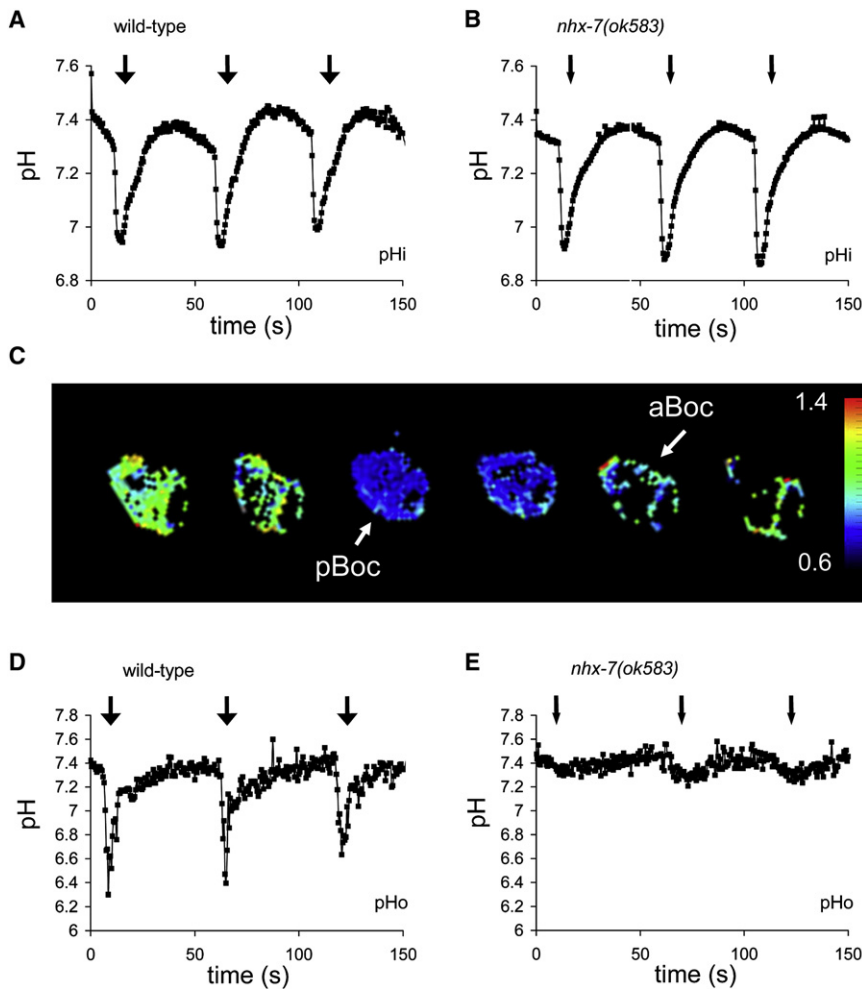 A
wild-type
7.6
7.4
7.2
7
6.8
pH
pHi
0
50
100
150
time (s)
B
nhx-7(ok583)
7.6
7.4
7.2
7
6.8
pH
pHi
0
50
100
150
time (s)
C
pBoc
aBoc
1.4
0.6
D
wild-type
7.8
7.6
7.4
7.2
7
6.8
6.6
6.4
6.2
6
pH
pHo
0
50
100
150
time (s)
E
nhx-7(ok583)
7.8
7.6
7.4
7.2
7
6.8
6.6
6.4
6.2
6
pH
pHo
0
50
100
150
time (s)